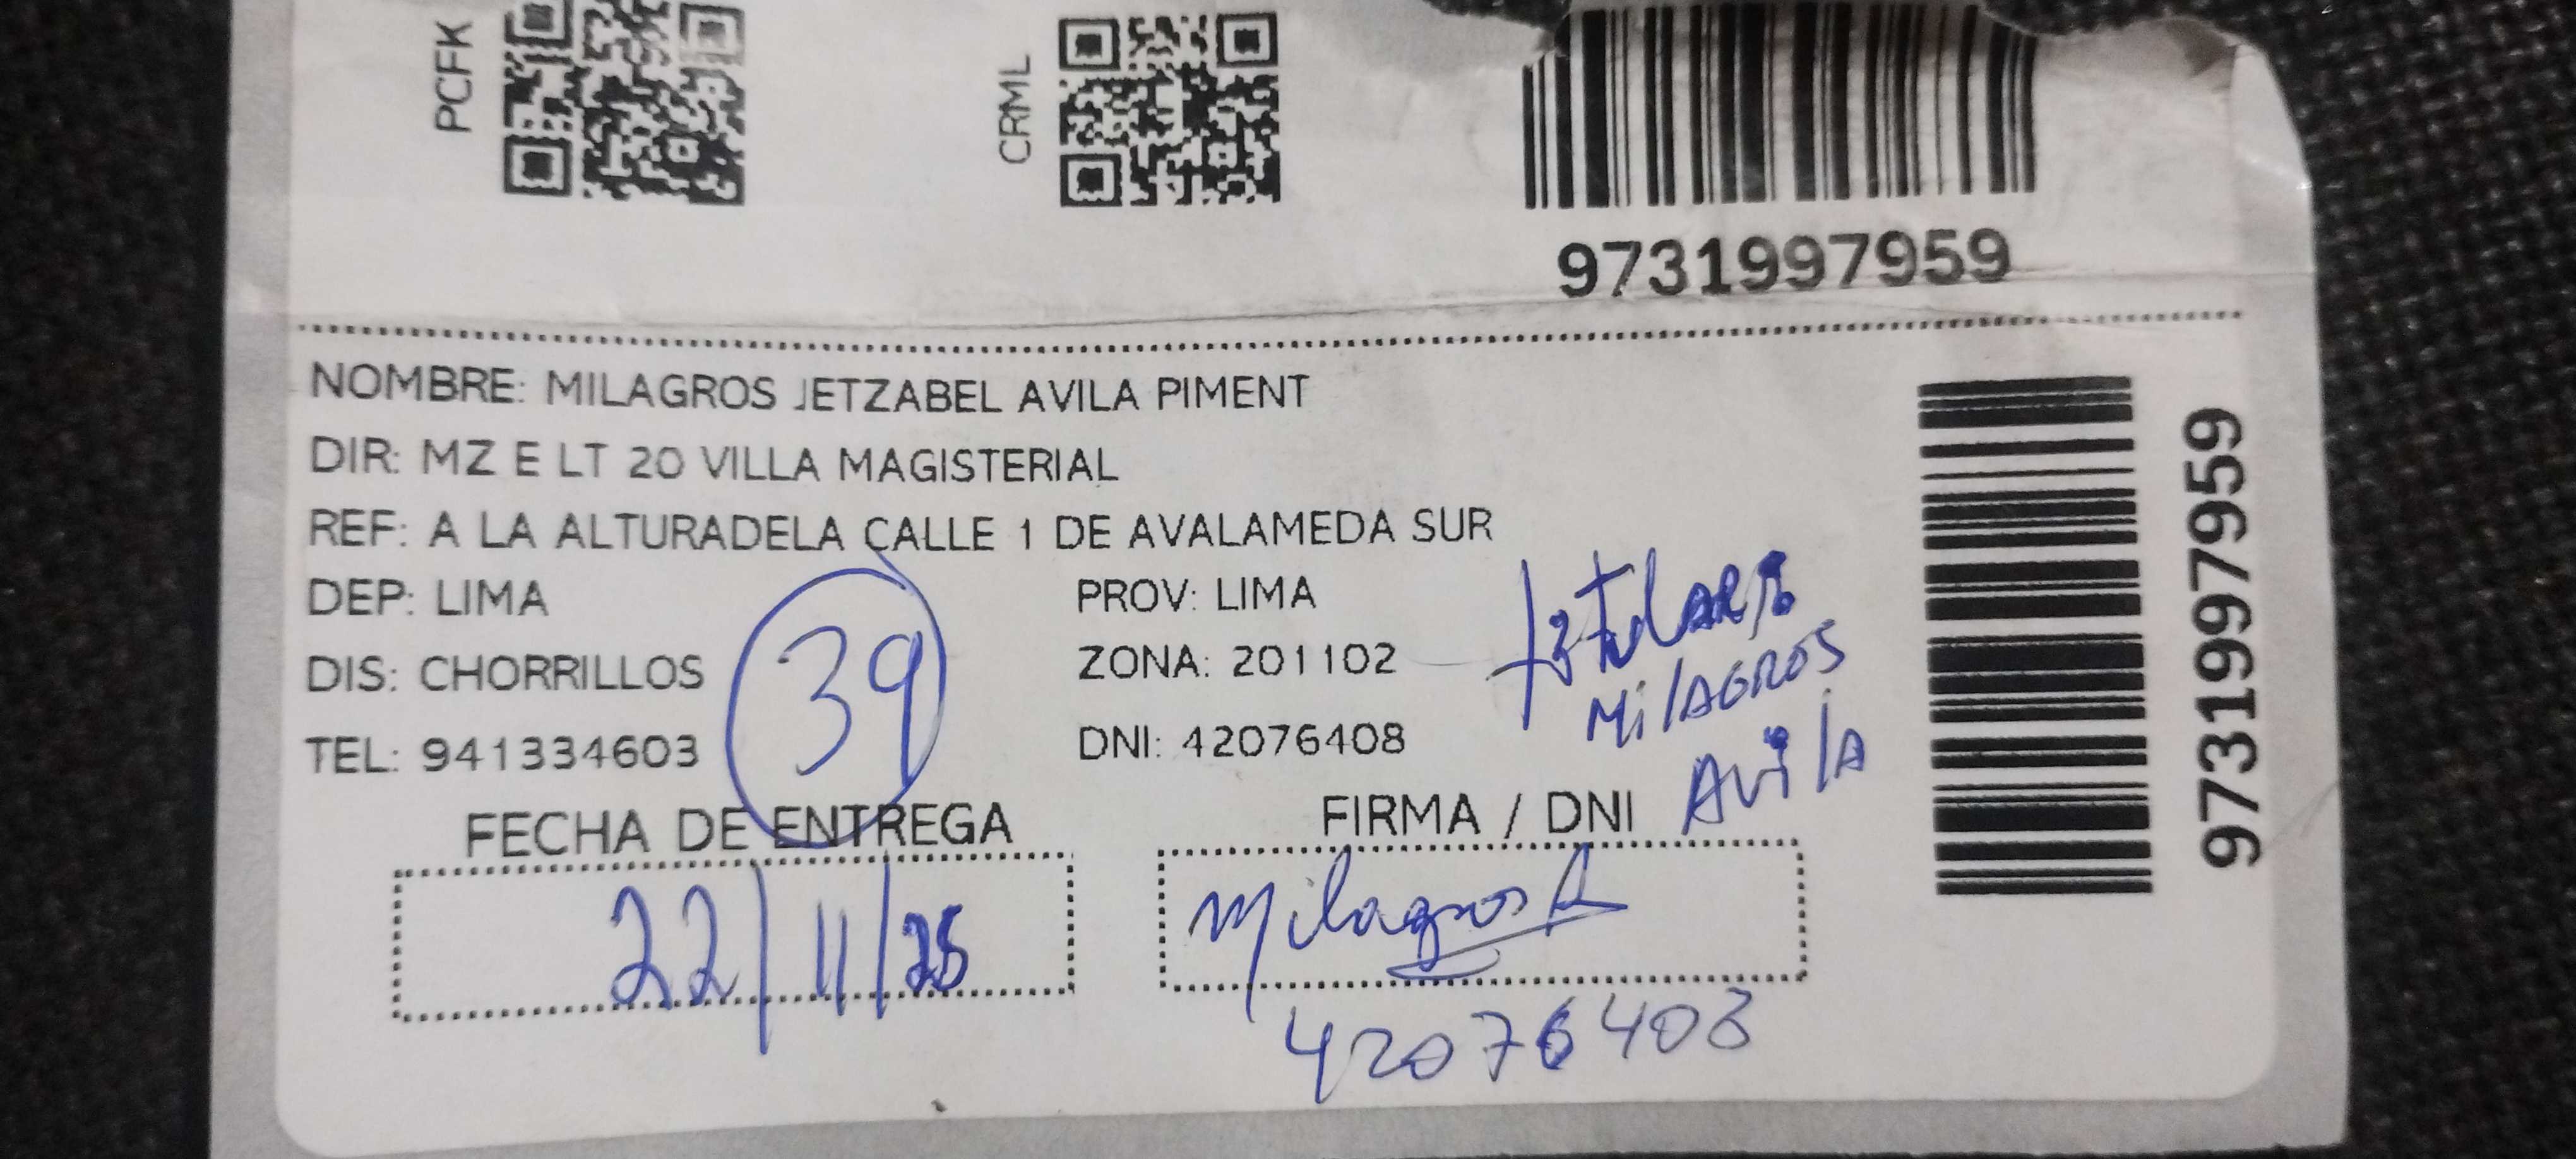 PCFK
CRML
9731997959
NOMBRE: MILAGROS JETZABEL AVILA PIMENT
DIR: MZ E LT 20 VILLA MAGISTERIAL
REF: A LA ALTURADELA CALLE 1 DE AVALAMEDA SUR
DEP: LIMA
PROV: LIMA
DIS: CHORRILLOS
ZONA: 201102
TEL: 941334603
DNI: 42076408
39
MilAGROS
AvilA
FECHA DE ENTREGA
FIRMA / DNI
22/11/25
Milagros A
42076408
9731997959